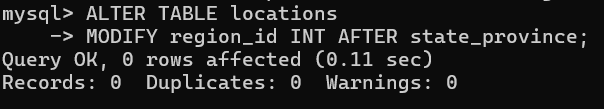 mysql> ALTER TABLE locations
    -> MODIFY region_id INT AFTER state_province;
Query OK, 0 rows affected (0.11 sec)
Records: 0  Duplicates: 0  Warnings: 0